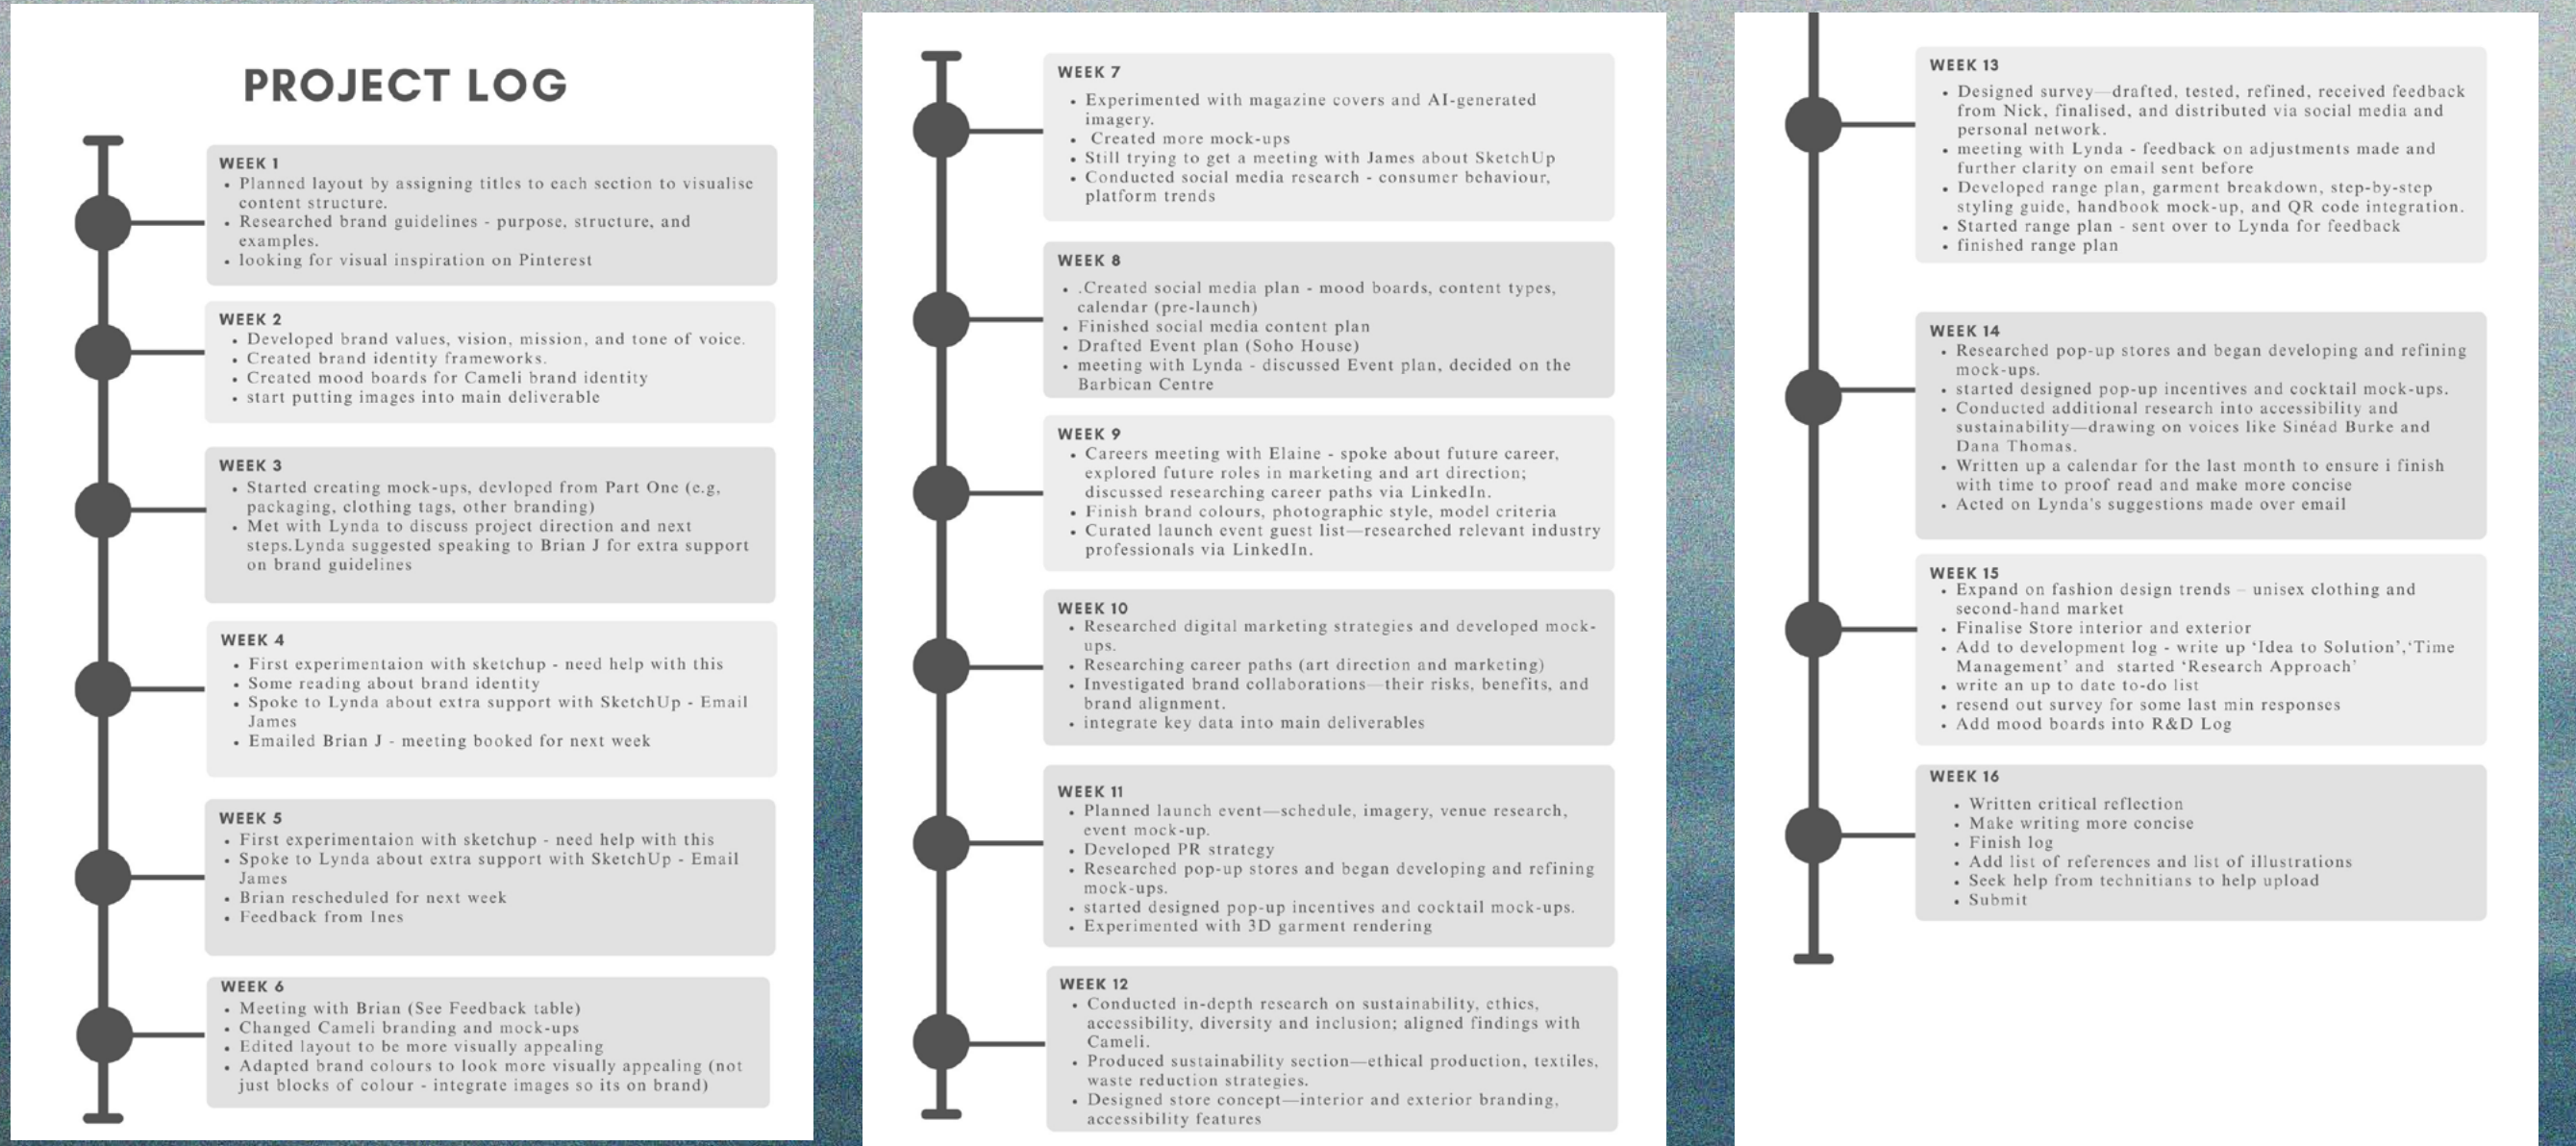 PROJECT LOG
WEEK 1
• Planned layout by assigning titles to each section to visualise
content structure.
• Researched brand guidelines - purpose, structure, and
examples.
• looking for visual inspiration on Pinterest
WEEK 2
• Developed brand values, vision, mission, and tone of voice.
• Created brand identity frameworks.
• Created mood boards for Cameli brand identity
• start putting images into main deliverable
WEEK 3
• Started creating mock-ups, devloped from Part One (e.g,
packaging, clothing tags, other branding)
• Met with Lynda to discuss project direction and next
steps.Lynda suggested speaking to Brian J for extra support
on brand guidelines
WEEK 4
• First experimentaion with sketchup - need help with this
• Some reading about brand identity
• Spoke to Lynda about extra support with SketchUp - Email
James
• Emailed Brian J - meeting booked for next week
WEEK 5
• First experimentaion with sketchup - need help with this
• Spoke to Lynda about extra support with SketchUp - Email
James
• Brian rescheduled for next week
• Feedback from Ines
WEEK 6
• Meeting with Brian (See Feedback table)
• Changed Cameli branding and mock-ups
• Edited layout to be more visually appealing
• Adapted brand colours to look more visually appealing (not
just blocks of colour - integrate images so its on brand)
WEEK 7
• Experimented with magazine covers and AI-generated
imagery.
• Created more mock-ups
• Still trying to get a meeting with James about SketchUp
• Conducted social media research - consumer behaviour,
platform trends
WEEK 8
• .Created social media plan - mood boards, content types,
calendar (pre-launch)
• Finished social media content plan
• Drafted Event plan (Soho House)
• meeting with Lynda - discussed Event plan, decided on the
Barbican Centre
WEEK 9
• Careers meeting with Elaine - spoke about future career,
explored future roles in marketing and art direction;
discussed researching career paths via LinkedIn.
• Finish brand colours, photographic style, model criteria
• Curated launch event guest list—researched relevant industry
professionals via LinkedIn.
WEEK 10
• Researched digital marketing strategies and developed mock-
ups.
• Researching career paths (art direction and marketing)
• Investigated brand collaborations—their risks, benefits, and
brand alignment.
• integrate key data into main deliverables
WEEK 11
• Planned launch event—schedule, imagery, venue research,
event mock-up.
• Developed PR strategy
• Researched pop-up stores and began developing and refining
mock-ups.
• started designed pop-up incentives and cocktail mock-ups.
• Experimented with 3D garment rendering
WEEK 12
• Conducted in-depth research on sustainability, ethics,
accessibility, diversity and inclusion; aligned findings with
Cameli.
• Produced sustainability section—ethical production, textiles,
waste reduction strategies.
• Designed store concept—interior and exterior branding,
accessibility features
WEEK 13
• Designed survey—drafted, tested, refined, received feedback
from Nick, finalised, and distributed via social media and
personal network.
• meeting with Lynda - feedback on adjustments made and
further clarity on email sent before
• Developed range plan, garment breakdown, step-by-step
styling guide, handbook mock-up, and QR code integration.
• Started range plan - sent over to Lynda for feedback
• finished range plan
WEEK 14
• Researched pop-up stores and began developing and refining
mock-ups.
• started designed pop-up incentives and cocktail mock-ups.
• Conducted additional research into accessibility and
sustainability—drawing on voices like Sinéad Burke and
Dana Thomas.
• Written up a calendar for the last month to ensure i finish
with time to proof read and make more concise
• Acted on Lynda's suggestions made over email
WEEK 15
• Expand on fashion design trends – unisex clothing and
second-hand market
• Finalise Store interior and exterior
• Add to development log - write up ‘Idea to Solution’,‘Time
Management’ and started ‘Research Approach’
• write an up to date to-do list
• resend out survey for some last min responses
• Add mood boards into R&D Log
WEEK 16
• Written critical reflection
• Make writing more concise
• Finish log
• Add list of references and list of illustrations
• Seek help from technitians to help upload
• Submit